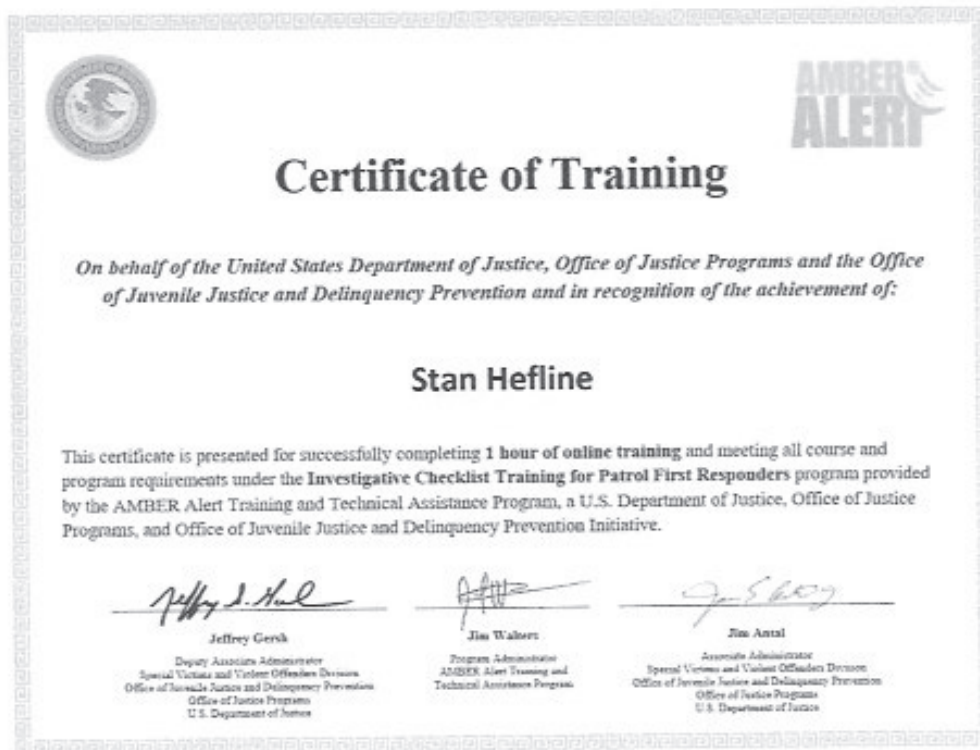 AMBER
ALERT
Certificate of Training
On behalf of the United States Department of Justice, Office of Justice Programs and the Office
of Juvenile Justice and Delinquency Prevention and in recognition of the achievement of:
Stan Hefline
This certificate is presented for successfully completing 1 hour of online training and meeting all course and
program requirements under the Investigative Checklist Training for Patrol First Responders program provided
by the AMBER Alert Training and Technical Assistance Program, a U.S. Department of Justice, Office of Justice
Programs, and Office of Juvenile Justice and Delinquency Prevention Initiative.
Jeffrey Gersh
Jim Walters
Jim Antal
Deputy Associate Administrator
Special Victims and Violent Offenders Division
Office of Juvenile Justice and Delinquency Prevention
Office of Justice Programs
U.S. Department of Justice
Program Administrator
AMBER Alert Training and
Technical Assistance Program
Associate Administrator
Special Victims and Violent Offenders Division
Office of Juvenile Justice and Delinquency Prevention
Office of Justice Programs
U.S. Department of Justice